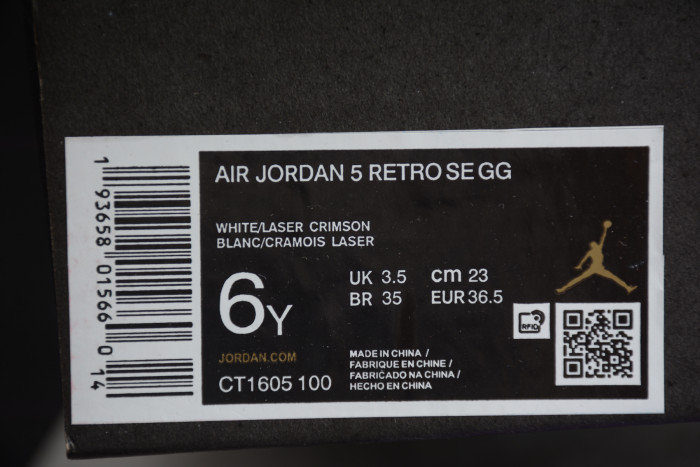 AIR JORDAN 5 RETRO SE GG
WHITE/LASER CRIMSON
BLANC/CRAMOIS LASER
6Y
UK 3.5 cm 23
BR 35 EUR 36.5
JORDAN.COM
CT1605 100
MADE IN CHINA /
FABRIQUE EN CHINE /
FABRICADO NA CHINA /
HECHO EN CHINA
RFID
1 93658 01566 0 14